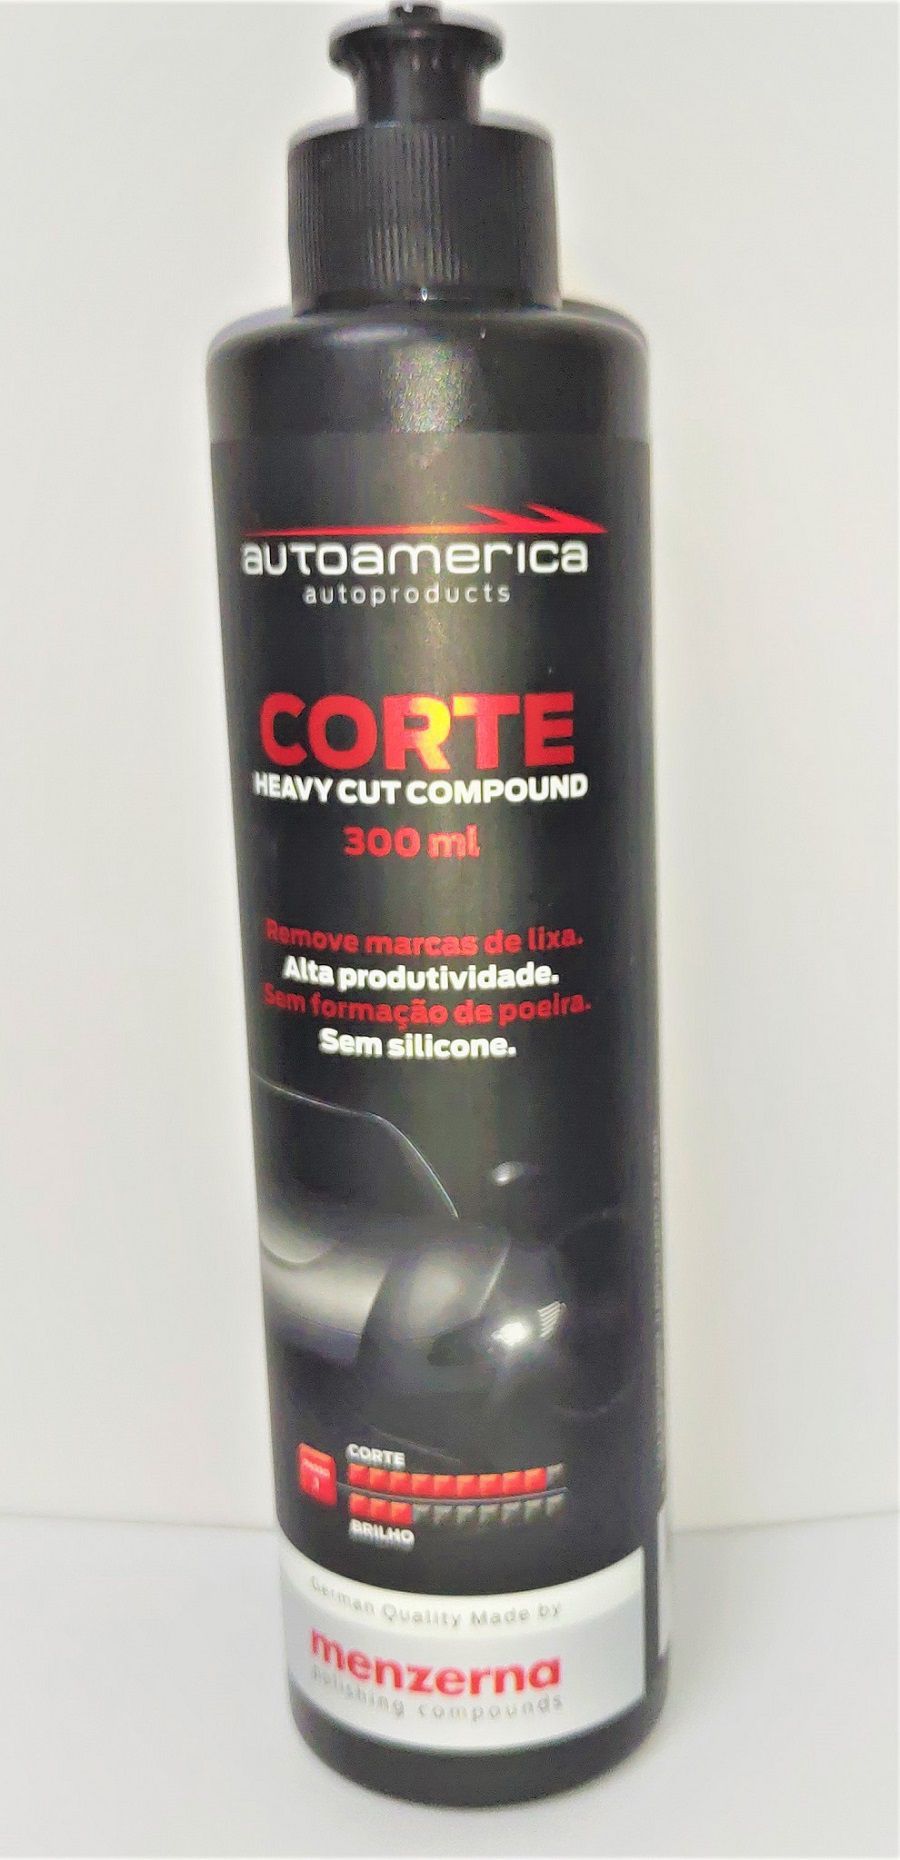 autoamerica
autoproducts
CORTE
HEAVY CUT COMPOUND
300 ml
Remove marcas de lixa.
Alta produtividade.
Sem formação de poeira.
Sem silicone.
CORTE
BRILHO
German Quality Made by
menzerna
polishing compounds